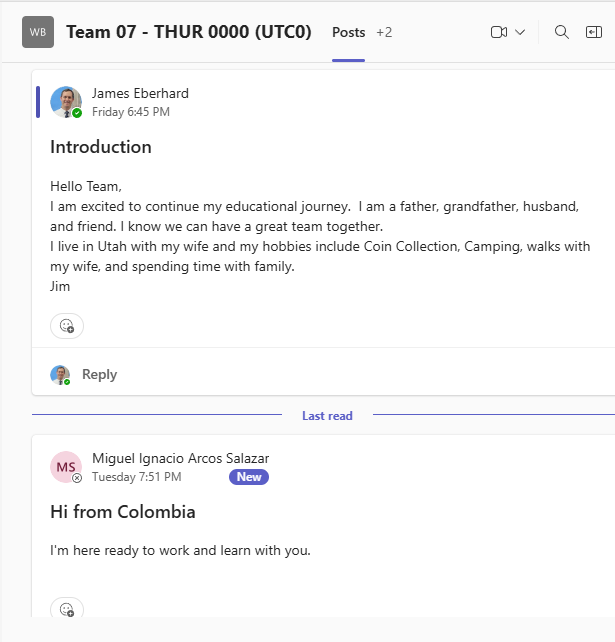 WB
Team 07 - THUR 0000 (UTC0)
Posts
+2
James Eberhard
Friday 6:45 PM
Introduction
Hello Team,
I am excited to continue my educational journey.  I am a father, grandfather, husband,
and friend. I know we can have a great team together.
I live in Utah with my wife and my hobbies include Coin Collection, Camping, walks with
my wife, and spending time with family.
Jim
Reply
Last read
MS
Miguel Ignacio Arcos Salazar
Tuesday 7:51 PM
New
Hi from Colombia
I'm here ready to work and learn with you.